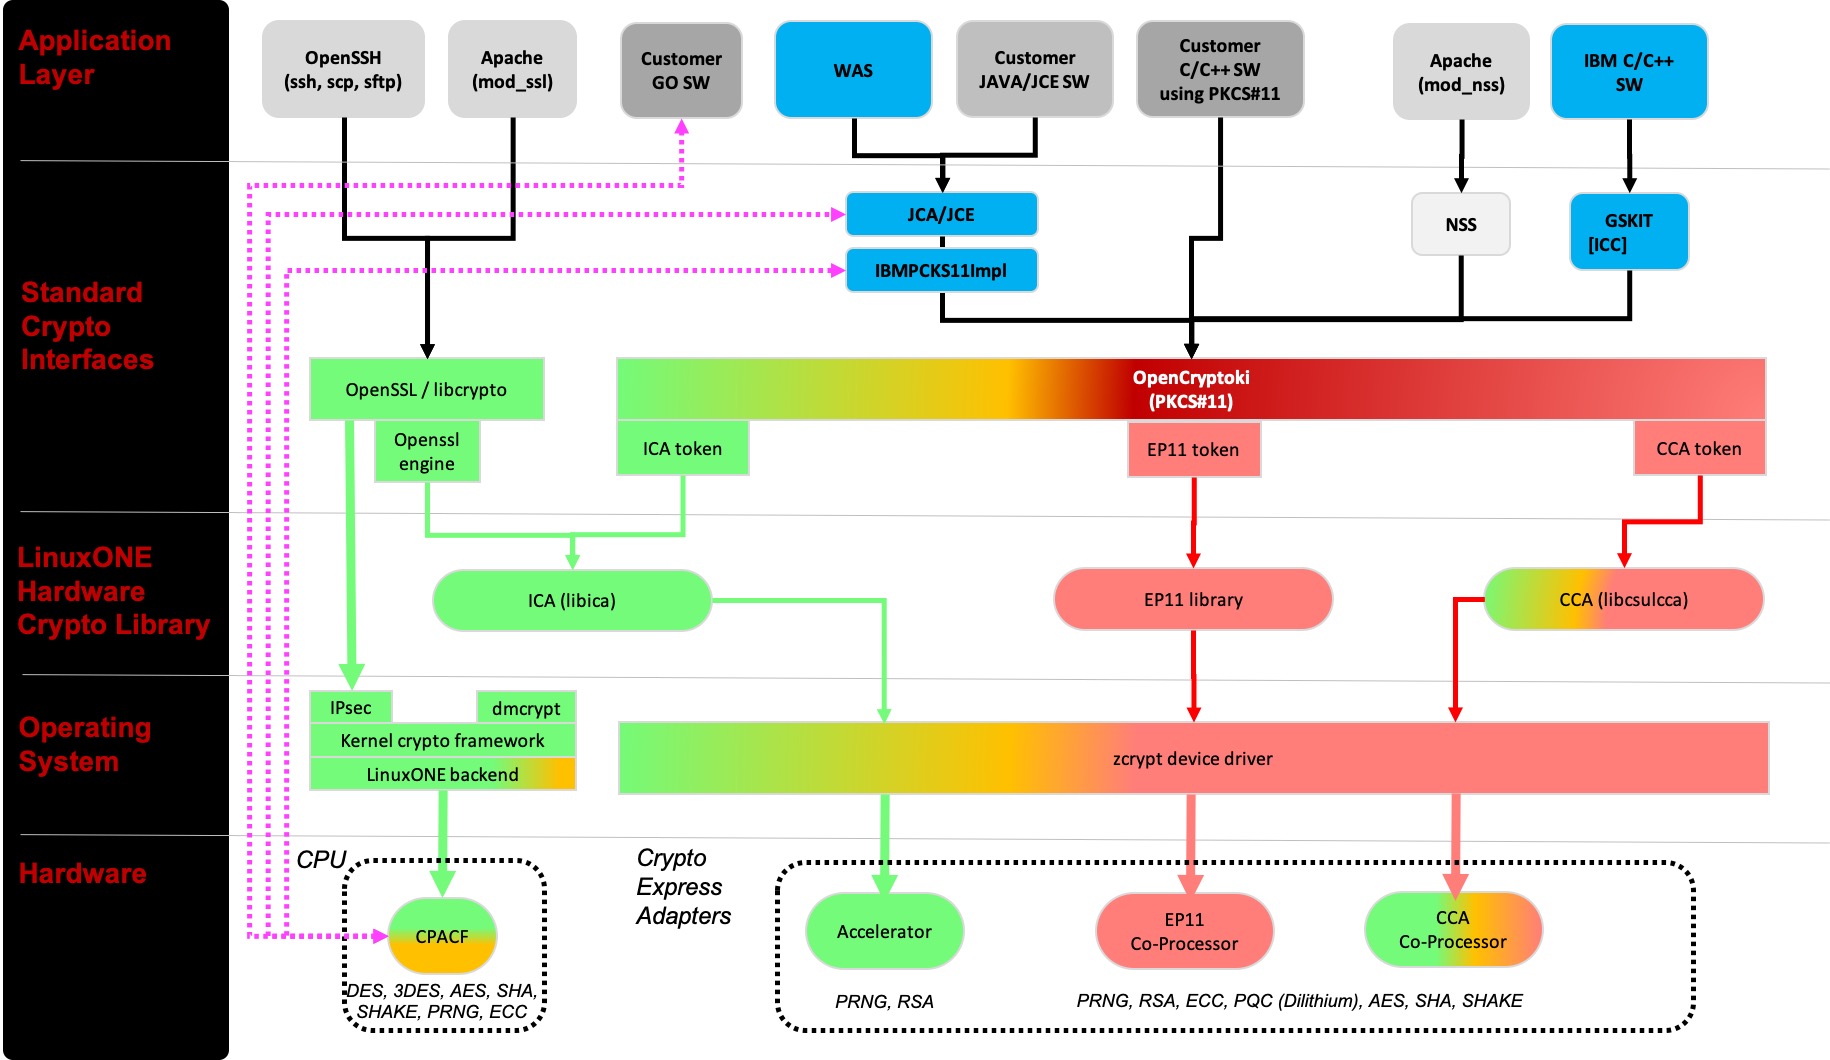 Application
Layer
OpenSSH
(ssh, scp, sftp)
Apache
(mod_ssl)
Customer
GO SW
WAS
Customer
JAVA/JCE SW
Customer
C/C++ SW
using PKCS#11
Apache
(mod_nss)
IBM C/C++
SW
Standard
Crypto
Interfaces
JCA/JCE
IBMPCKS11Impl
NSS
GSKIT
[ICC]
OpenSSL / libcrypto
Openssl
engine
OpenCryptoki
(PKCS#11)
ICA token
EP11 token
CCA token
LinuxONE
Hardware
Crypto Library
ICA (libica)
EP11 library
CCA (libcsulcca)
Operating
System
IPsec
dmcrypt
Kernel crypto framework
LinuxONE backend
zcrypt device driver
Hardware
CPU
CPACF
DES, 3DES, AES, SHA,
SHAKE, PRNG, ECC
Crypto
Express
Adapters
Accelerator
EP11
Co-Processor
CCA
Co-Processor
PRNG, RSA
PRNG, RSA, ECC, PQC (Dilithium), AES, SHA, SHAKE